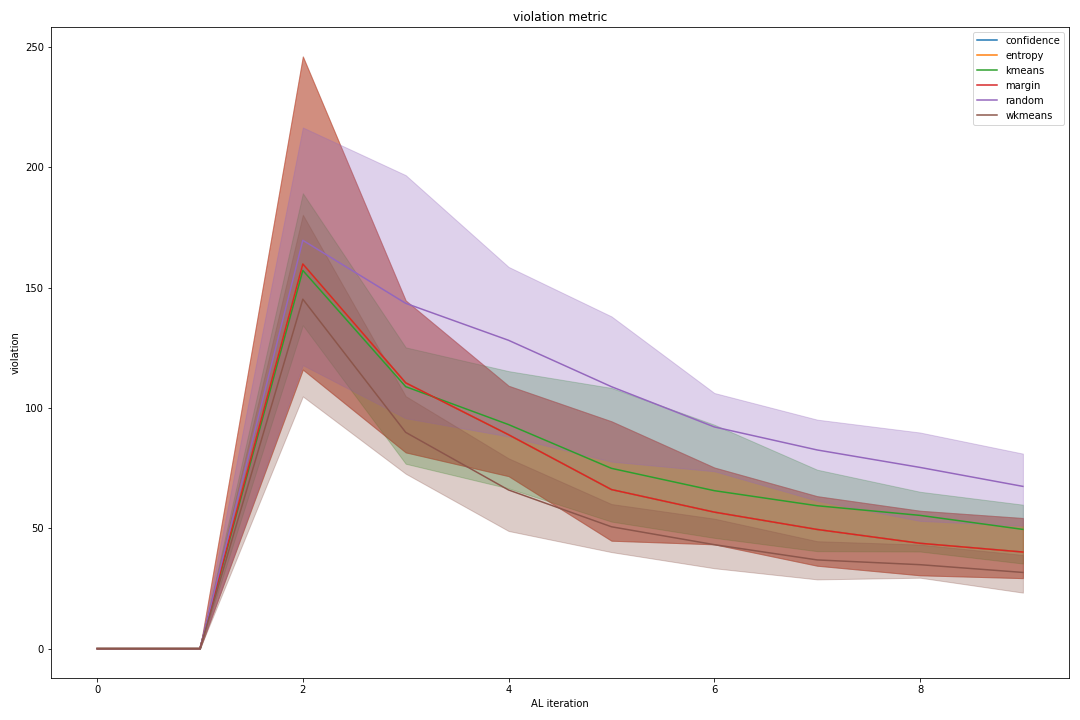 violation metric
confidence
entropy
kmeans
margin
random
wkmeans
violation
250
200
150
100
50
0
0
2
4
6
8
AL iteration